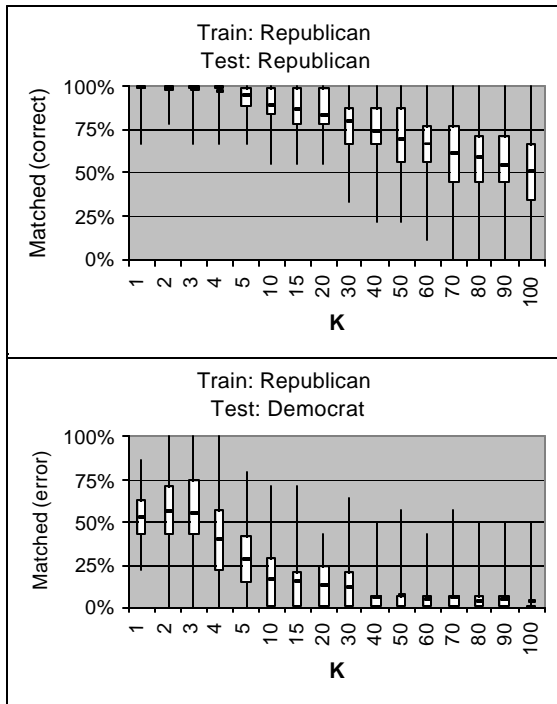 Train: Republican
Test: Republican
Matched (correct)
100%
75%
50%
25%
0%
1 2 3 4 5 10 15 20 30 40 50 60 70 80 90 100
K
Train: Republican
Test: Democrat
Matched (error)
100%
75%
50%
25%
0%
1 2 3 4 5 10 15 20 30 40 50 60 70 80 90 100
K